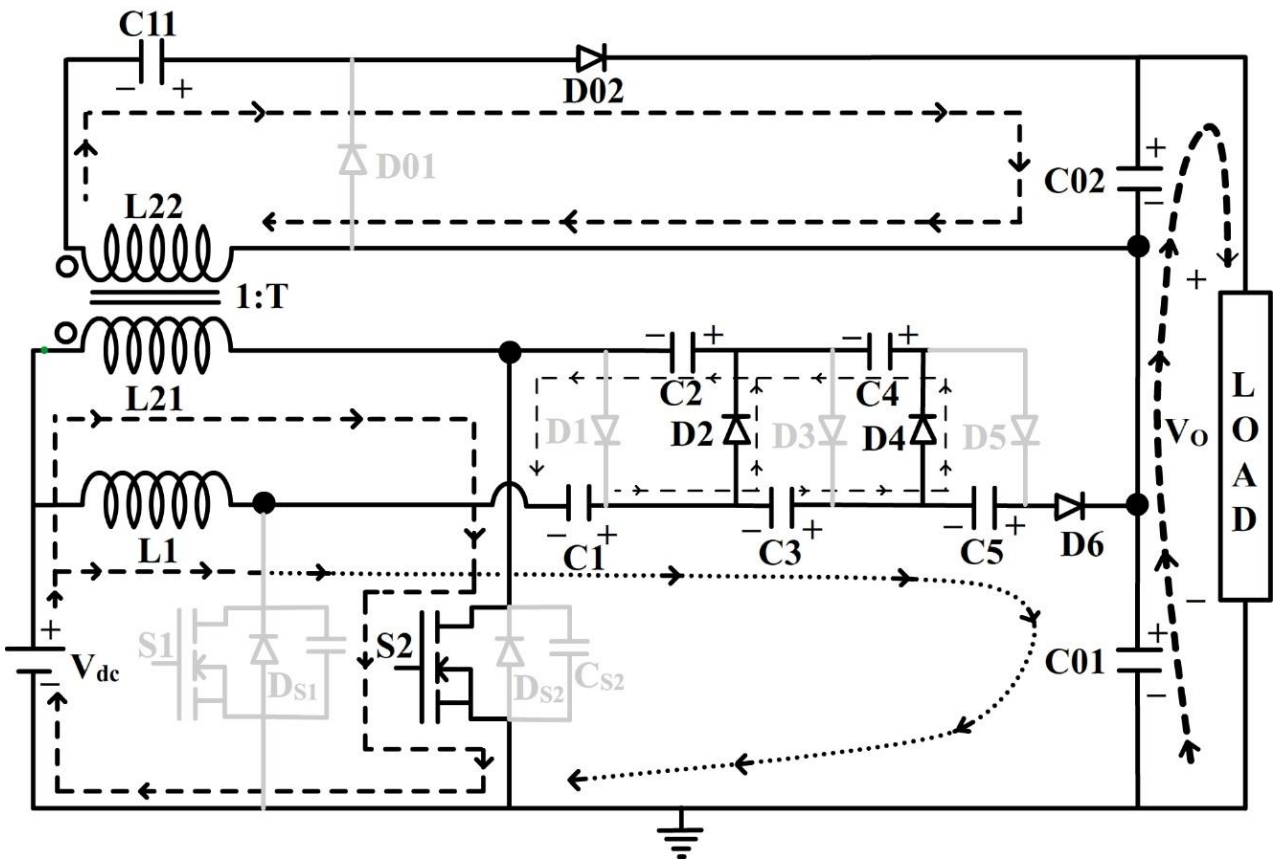 C11
− +
D02
D01
C02
+
−
L22
1:T
L21
− +
C2
− +
C4
D1
D2
D3
D4
D5
VO
+
−
LOAD
L1
− +
C1
− +
C3
− +
C5
D6
S1
DS1
S2
DS2
CS2
+
Vdc
−
C01
+
−